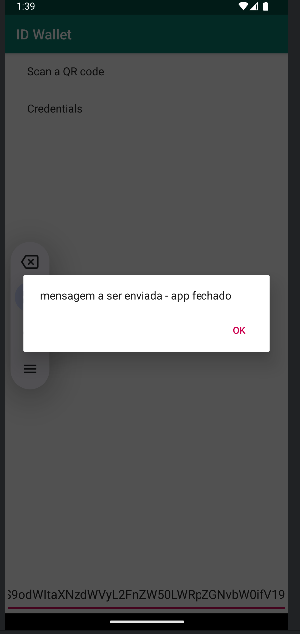 1:39
ID Wallet
Scan a QR code
Credentials
mensagem a ser enviada - app fechado
OK
S9odWItaXNzdWVyL2FnZW50LWRpZGNvbW0ifV19